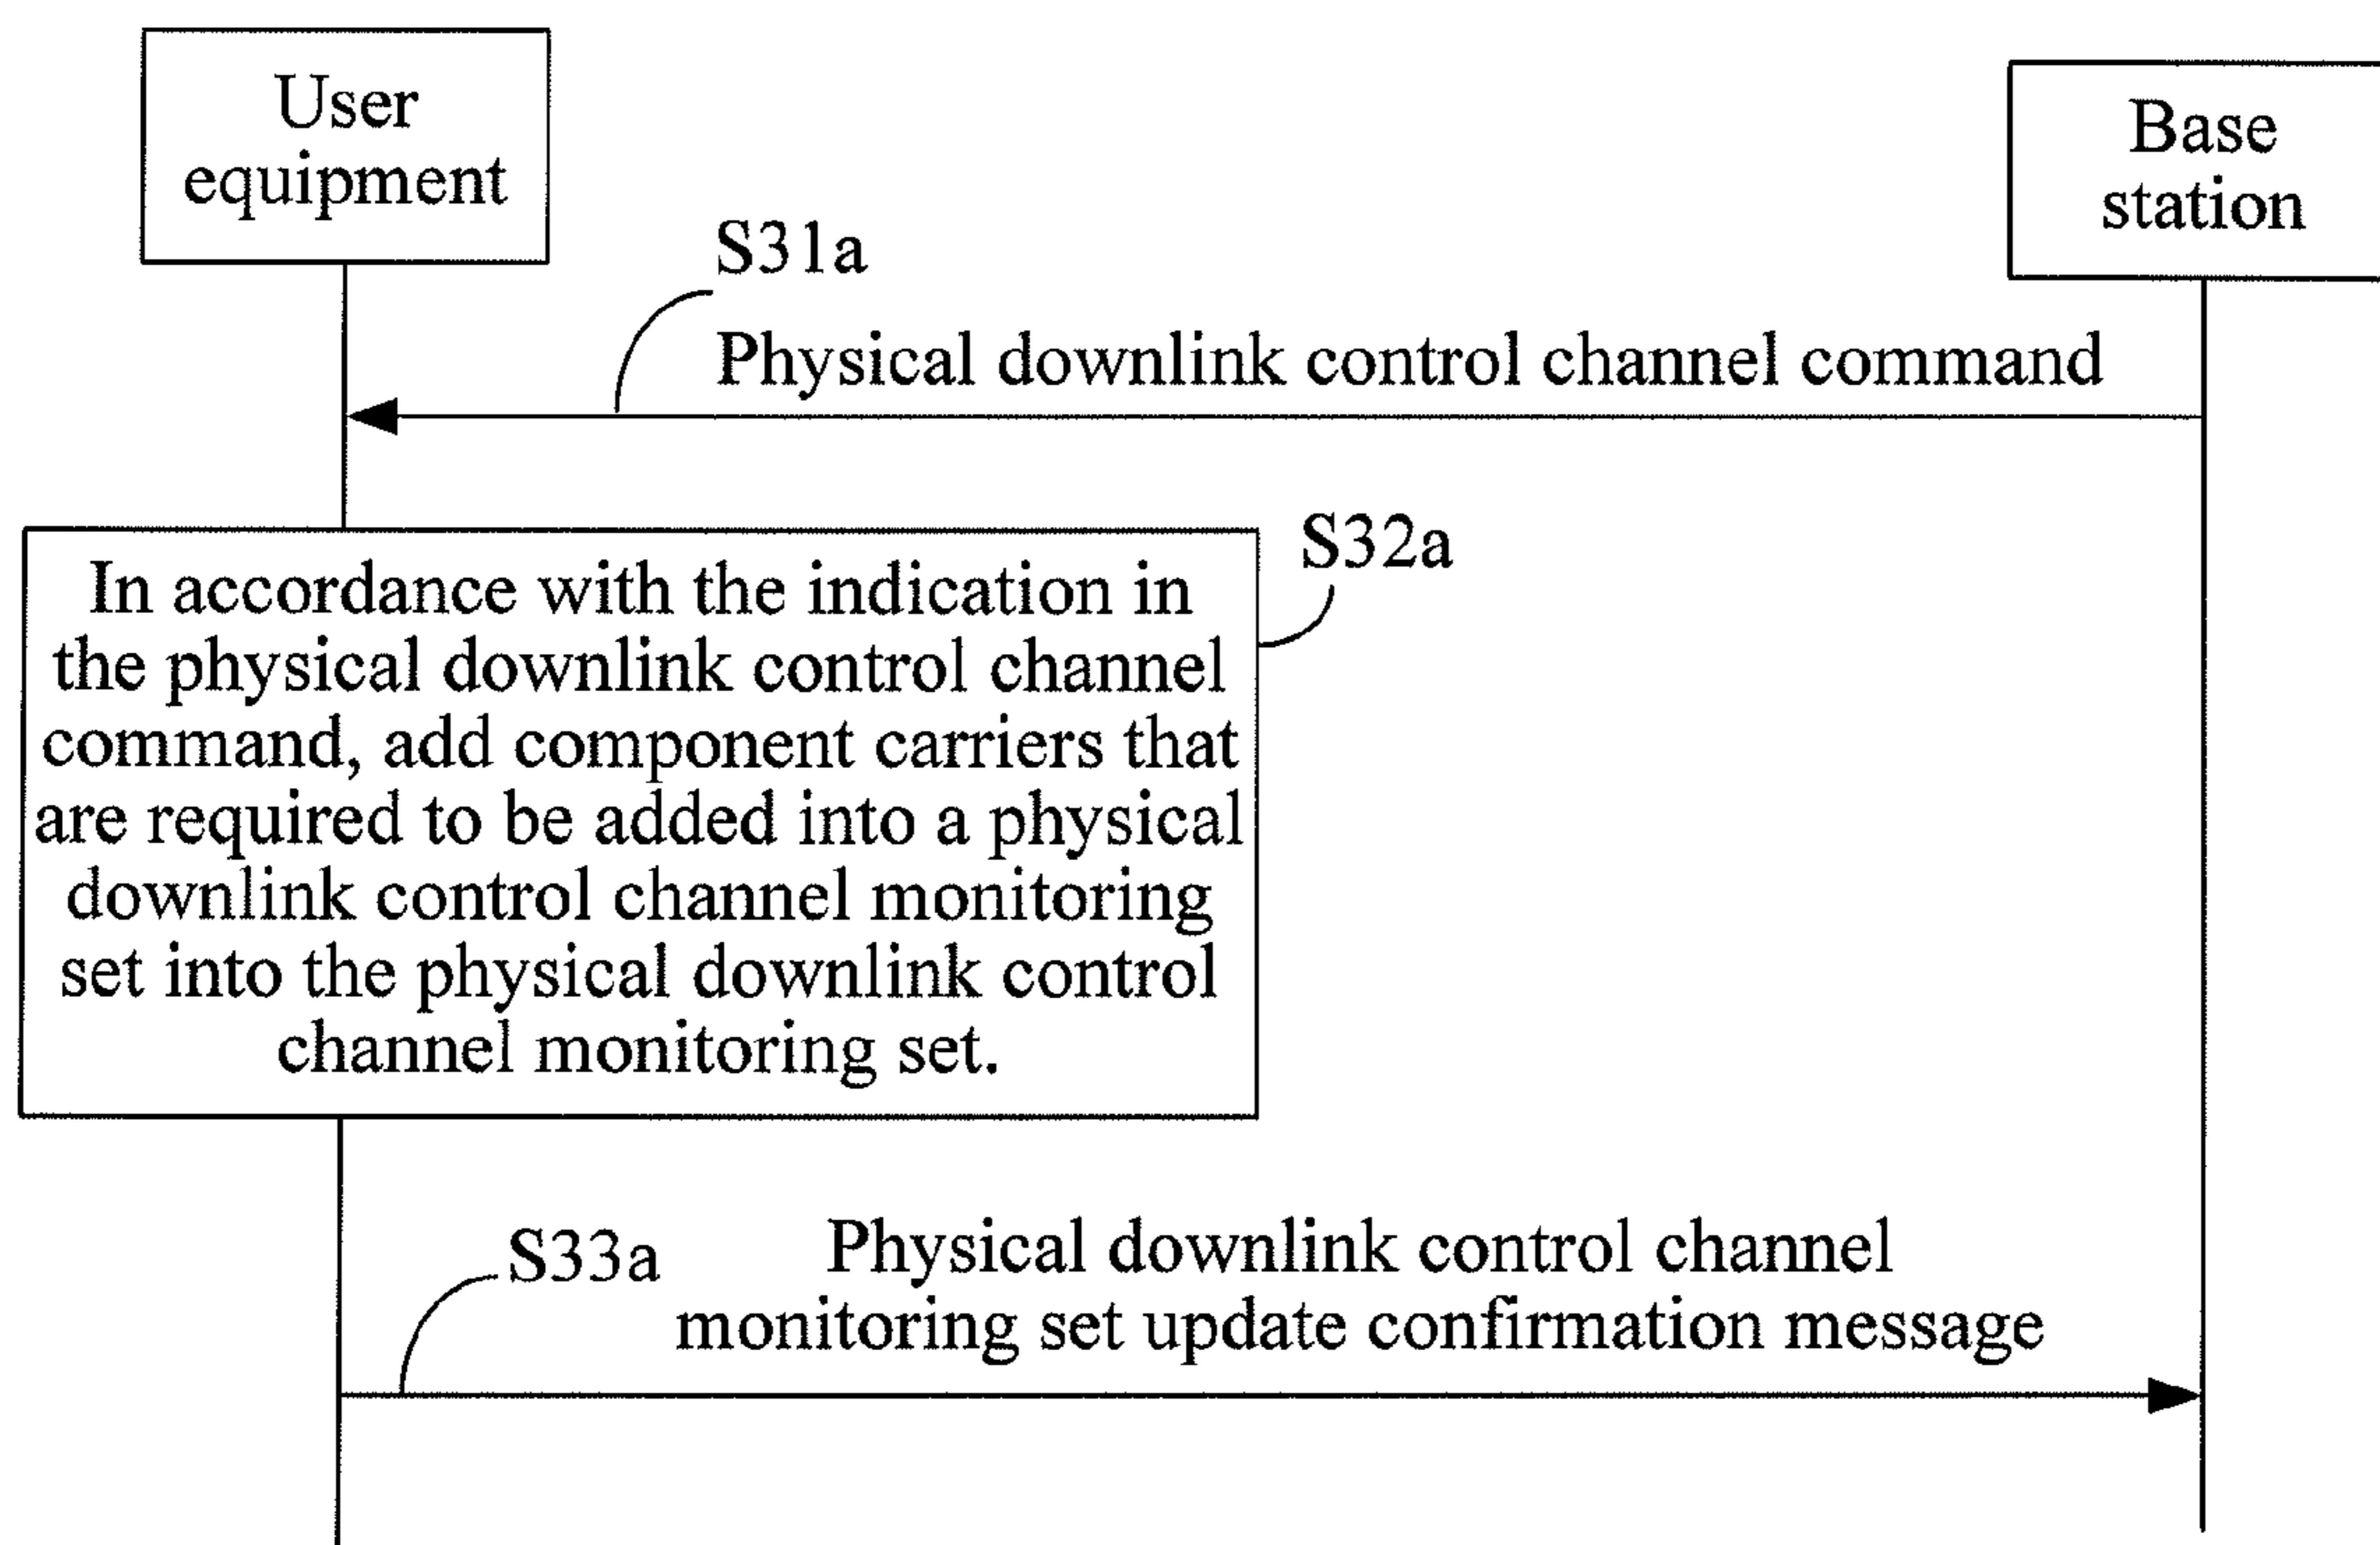 User
equipment
Base
station
S31a
Physical downlink control channel command
S32a
In accordance with the indication in
the physical downlink control channel
command, add component carriers that
are required to be added into a physical
downlink control channel monitoring
set into the physical downlink control
channel monitoring set.
S33a
Physical downlink control channel
monitoring set update confirmation message